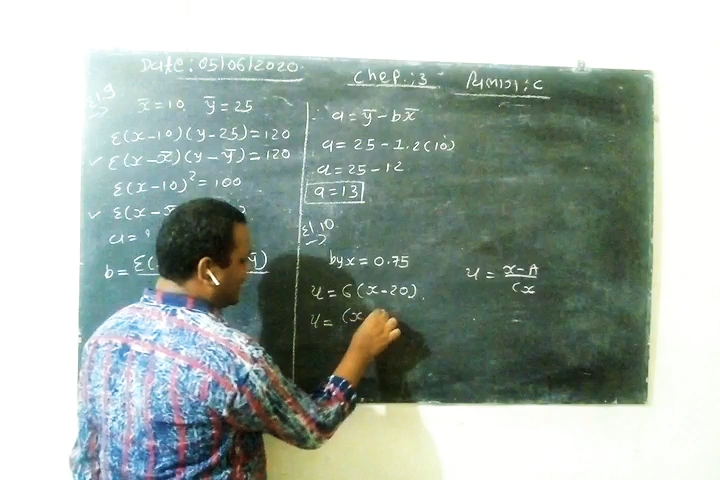 Date: 05/06/2020.
Chep.: 3
વિભાગ: C
દા.9
x̅ = 10, y̅ = 25
Σ(x-10)(y-25) = 120
✓ Σ(x-x̅)(y-y̅) = 120
Σ(x-10)² = 100
✓ Σ(x-x̅)
a = ?
b = Σ( y̅)
∴ a = y̅ - bx̅
a = 25 - 1.2(10)
a = 25 - 12
a = 13
દા.10
byx = 0.75
u = 6(x-20).
u = (x
u = x-A
Cx